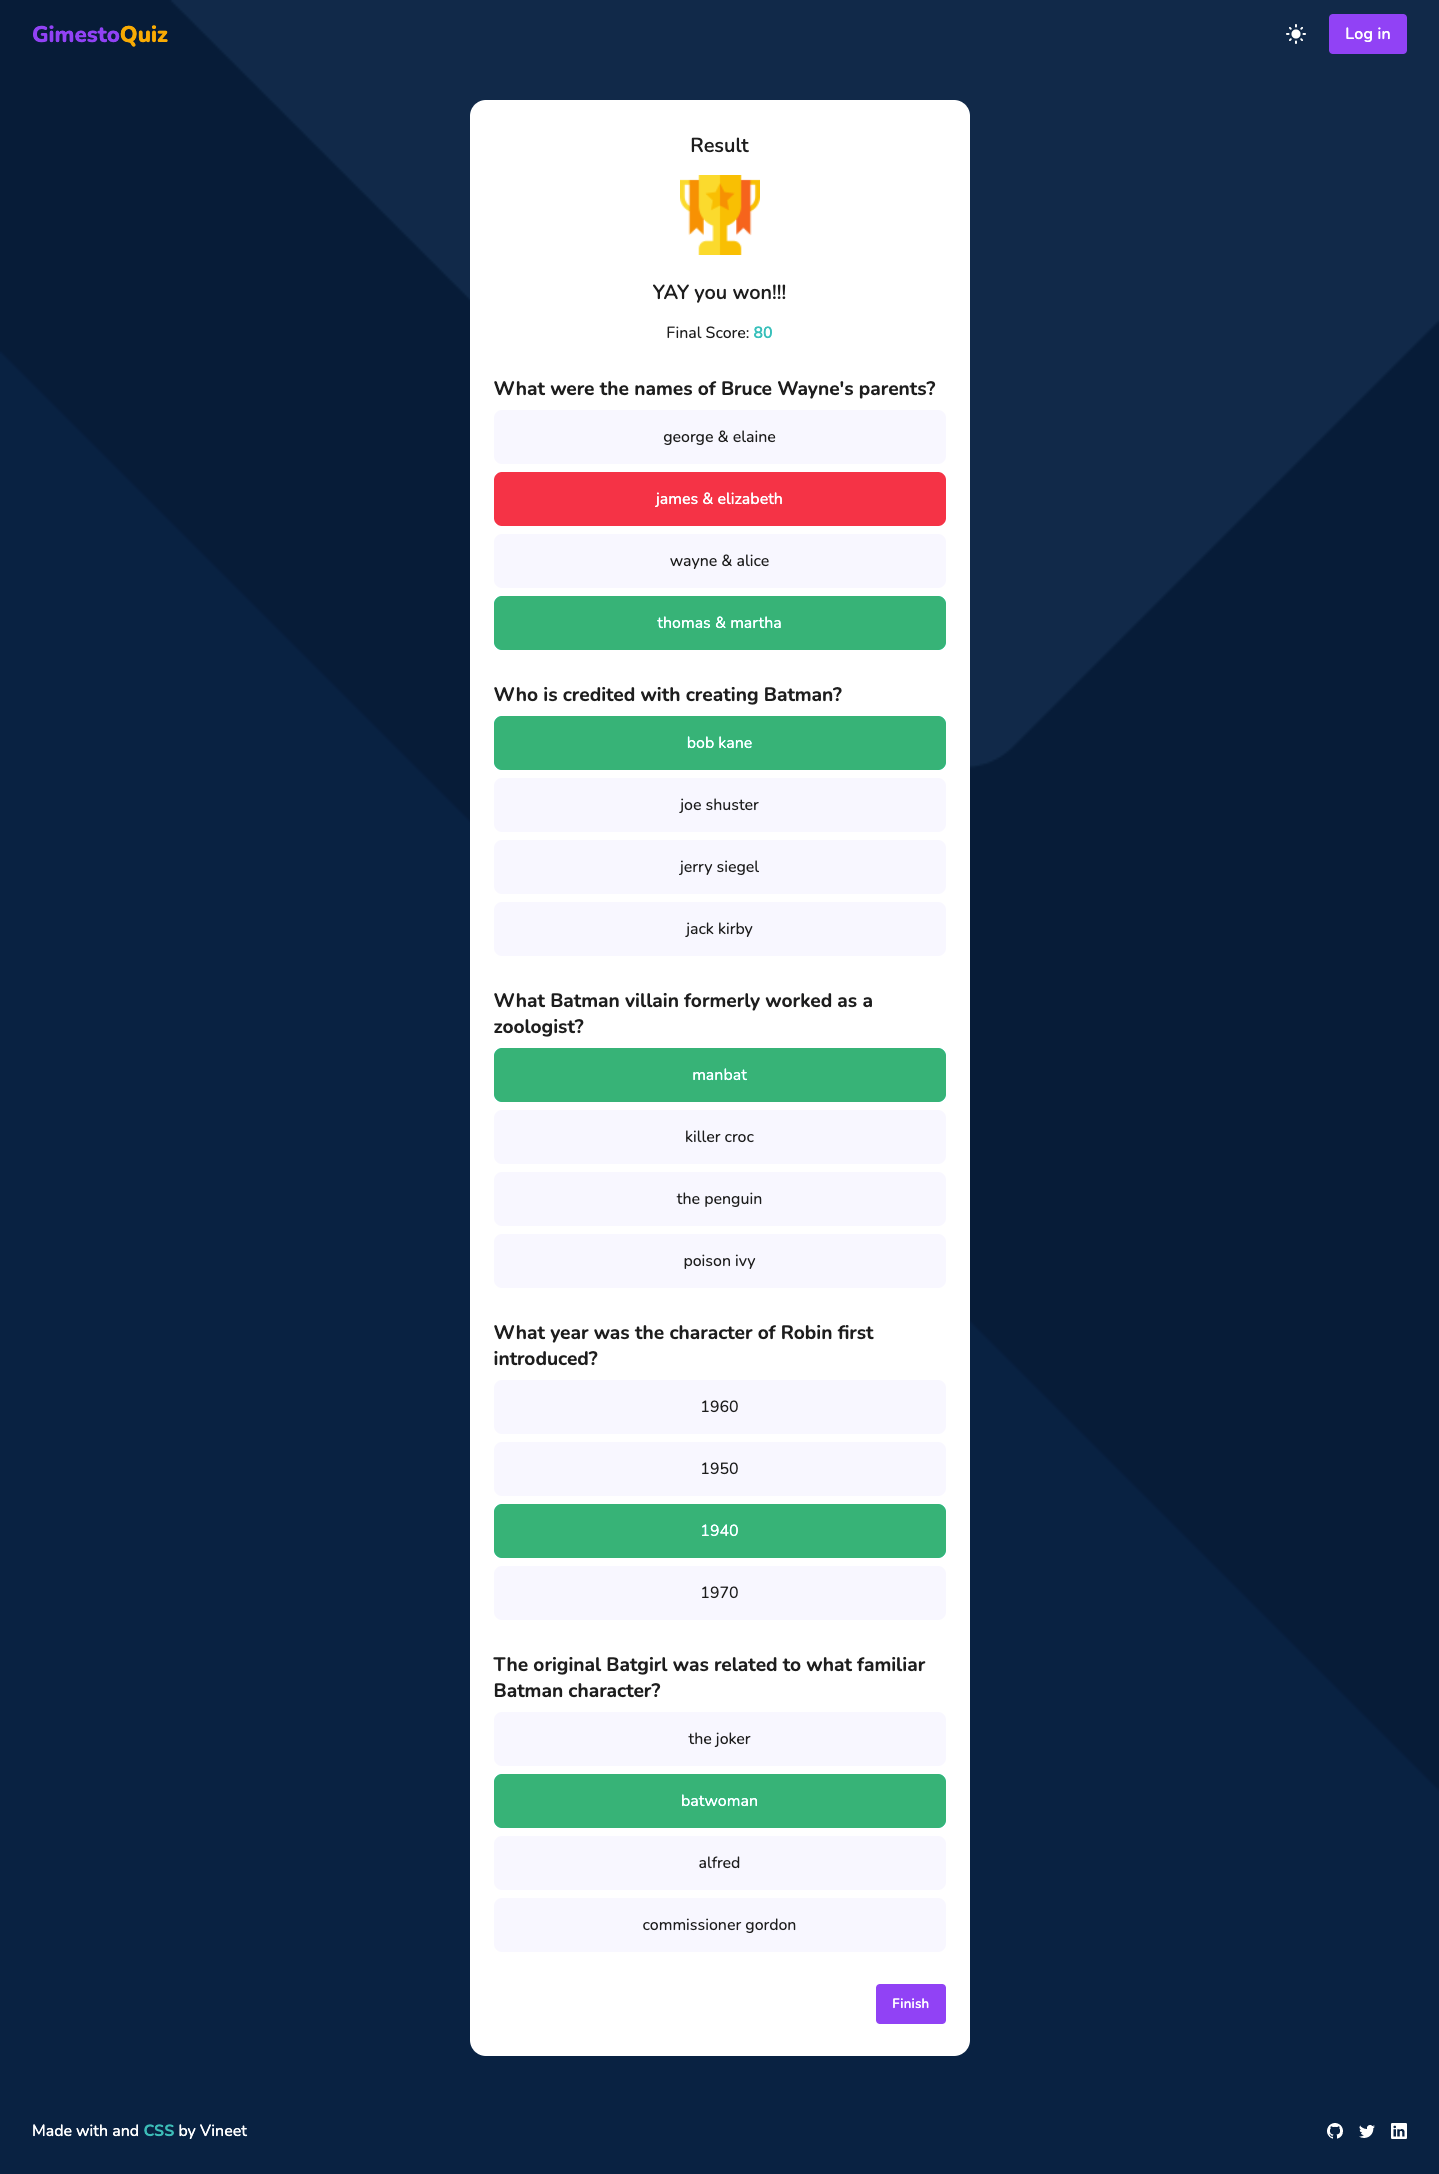 GimestoQuiz
Log in
Result
YAY you won!!!
Final Score: 80
What were the names of Bruce Wayne's parents?
george & elaine
james & elizabeth
wayne & alice
thomas & martha
Who is credited with creating Batman?
bob kane
joe shuster
jerry siegel
jack kirby
What Batman villain formerly worked as a
zoologist?
manbat
killer croc
the penguin
poison ivy
What year was the character of Robin first
introduced?
1960
1950
1940
1970
The original Batgirl was related to what familiar
Batman character?
the joker
batwoman
alfred
commissioner gordon
Finish
Made with and CSS by Vineet